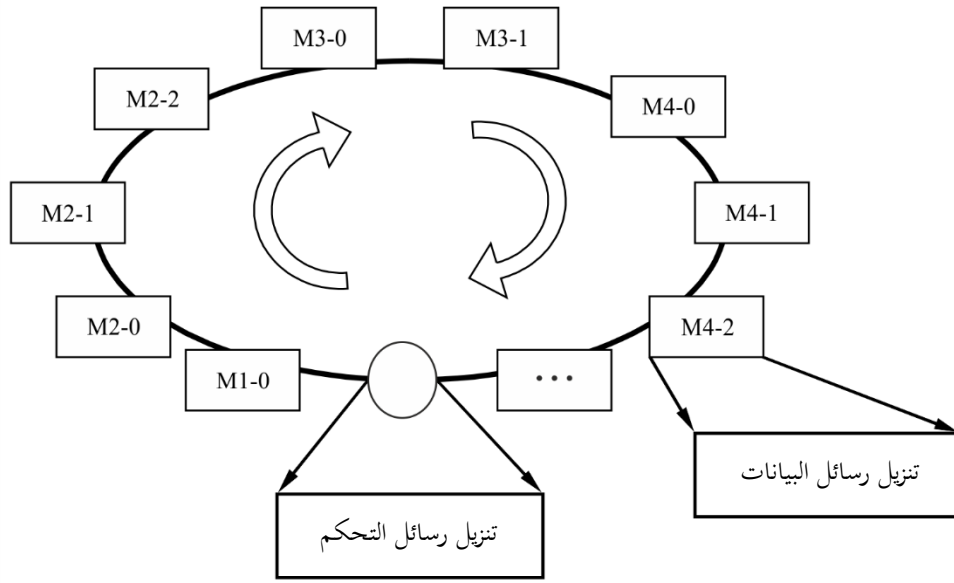 M3-0
M3-1
M2-2
M4-0
M2-1
M4-1
M2-0
M4-2
M1-0
...
تنزيل رسائل البيانات
تنزيل رسائل التحكم